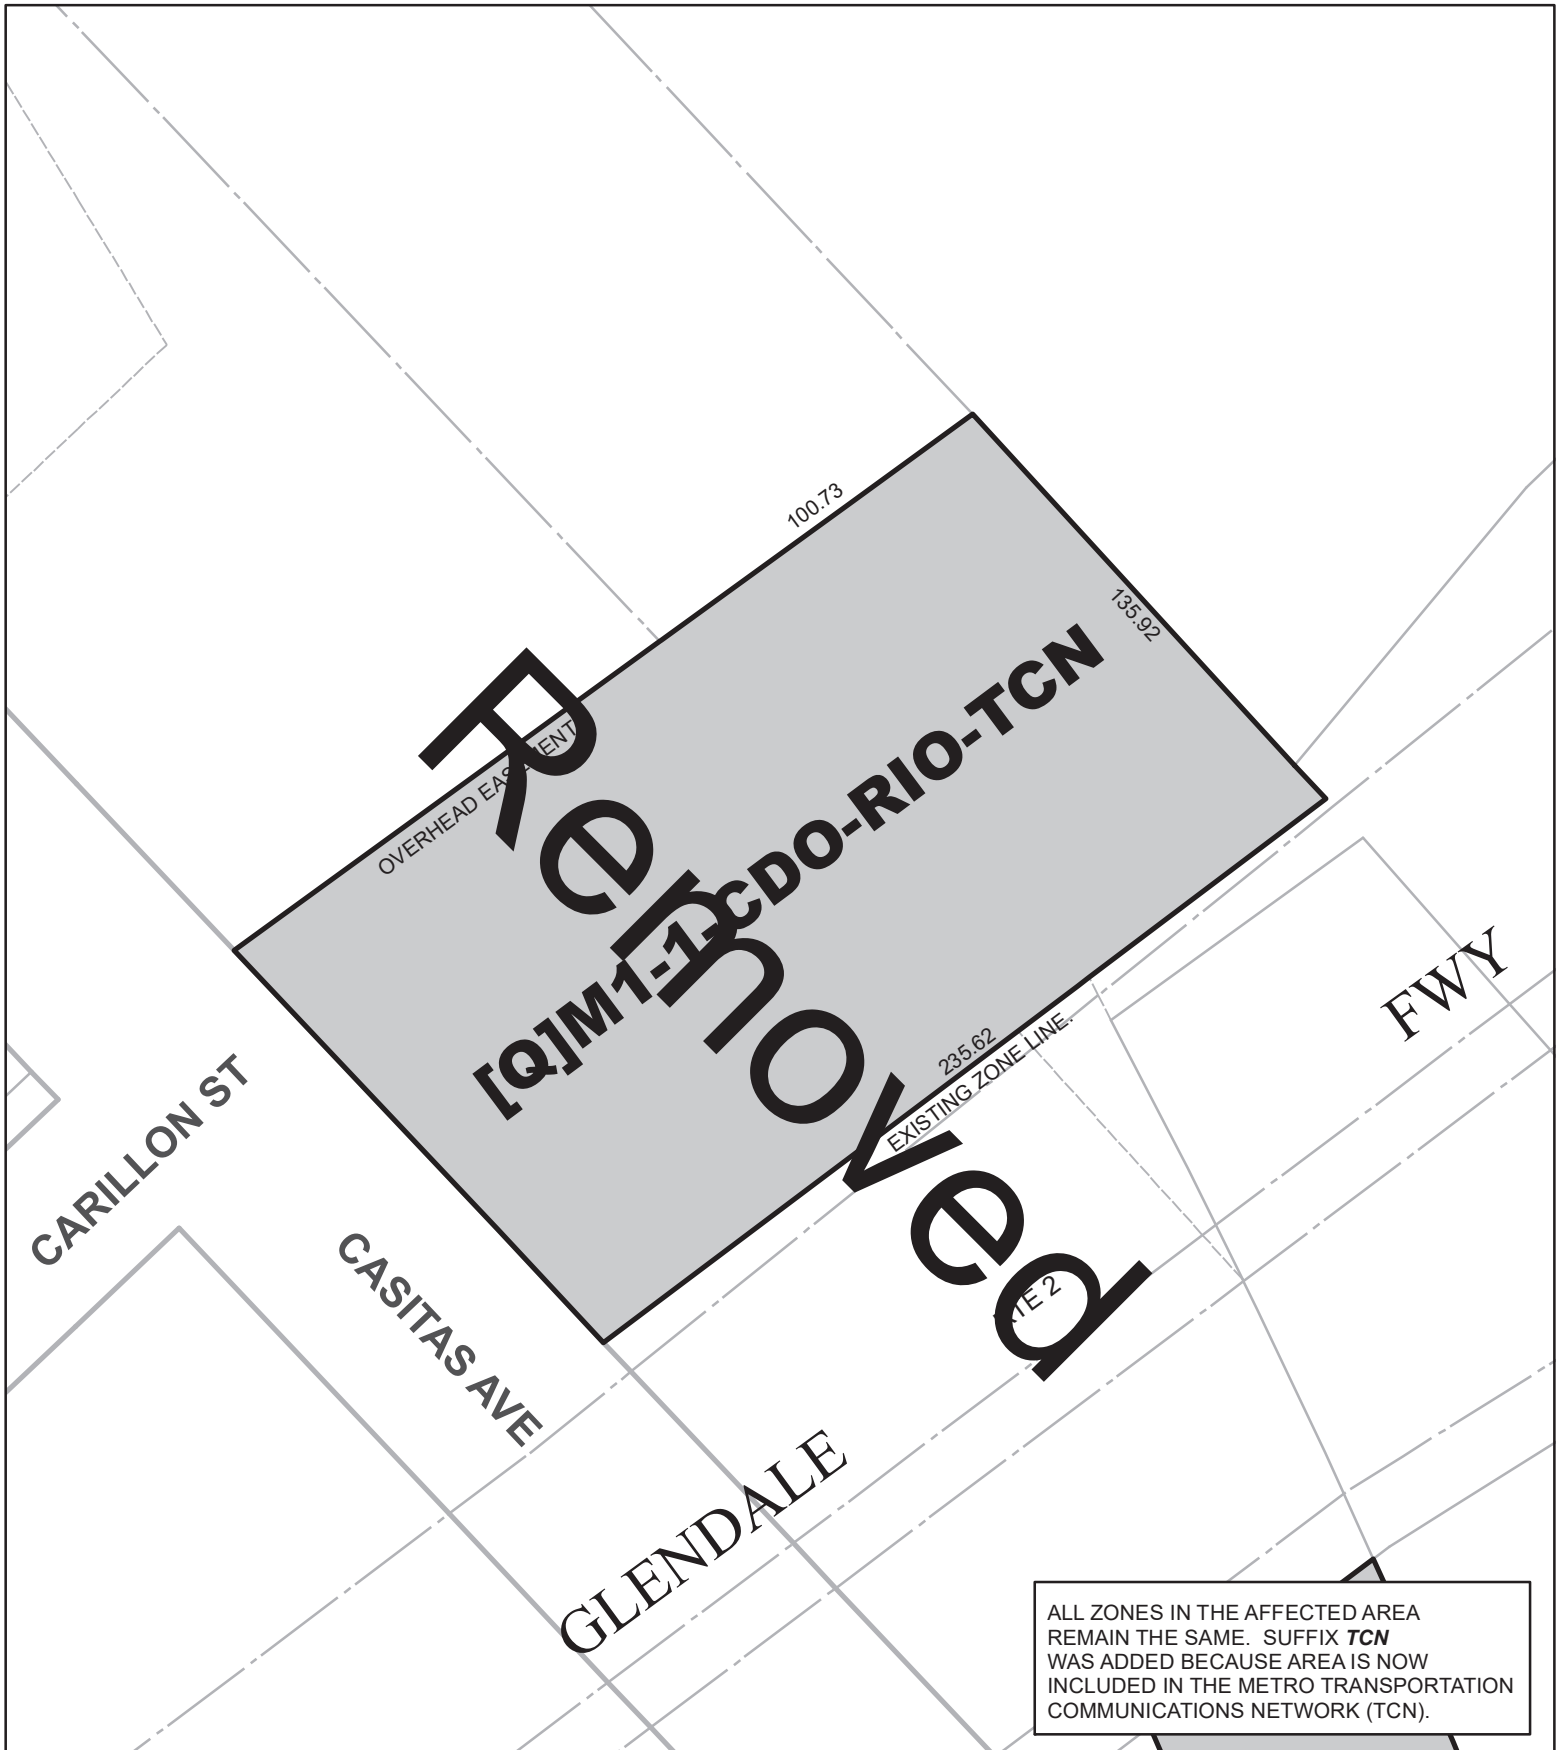 100.73
135.92
OVERHEAD EASEMENT
[Q]M1-1-CDO-RIO-TCN
Removed
235.62
EXISTING ZONE LINE.
FWY
CARILLON ST
CASITAS AVE
RTE 2
GLENDALE
ALL ZONES IN THE AFFECTED AREA
REMAIN THE SAME. SUFFIX TCN
WAS ADDED BECAUSE AREA IS NOW
INCLUDED IN THE METRO TRANSPORTATION
COMMUNICATIONS NETWORK (TCN).